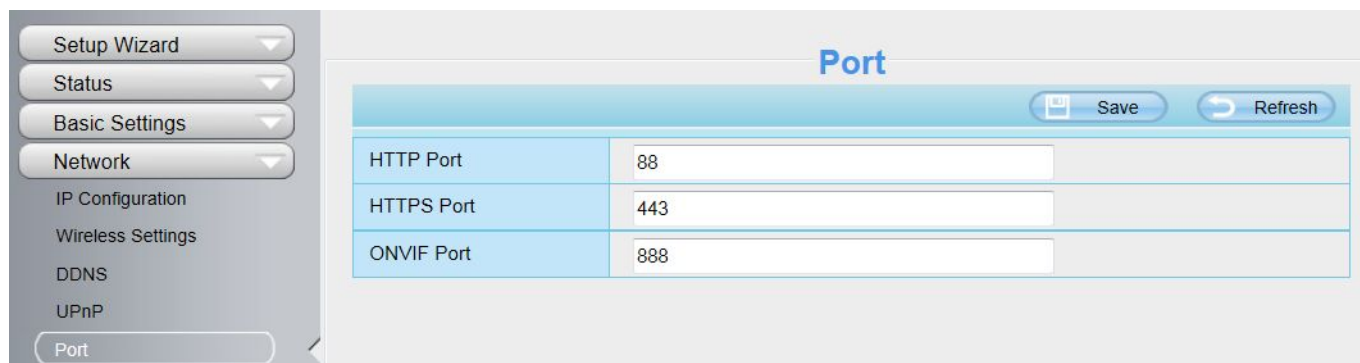 Setup Wizard
Status
Basic Settings
Network
IP Configuration
Wireless Settings
DDNS
UPnP
Port
Port
Save Refresh
HTTP Port 88
HTTPS Port 443
ONVIF Port 888